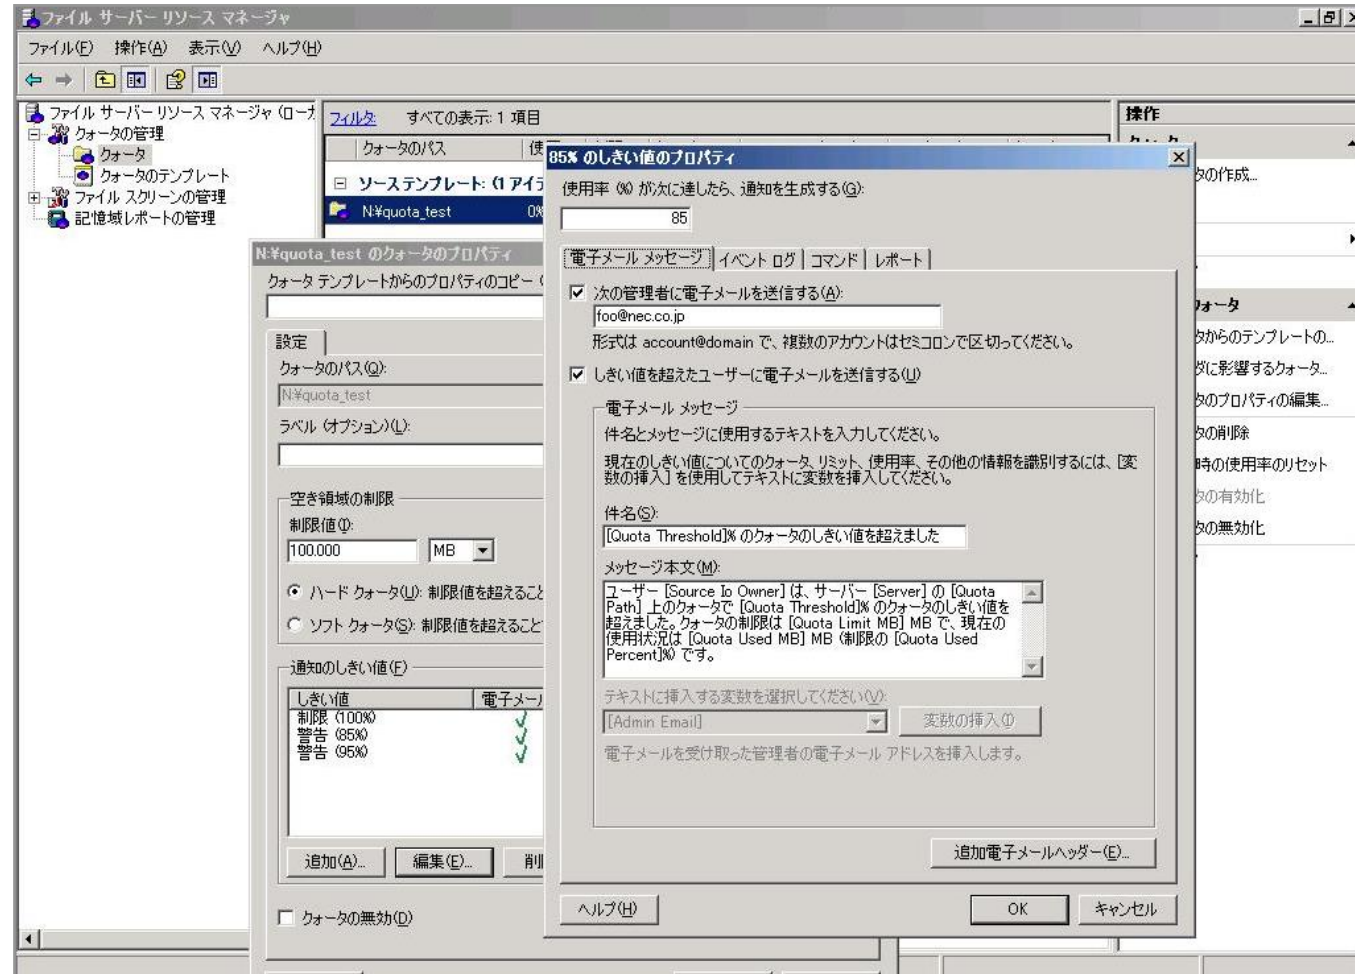 ファイル サーバー リソース マネージャ
ファイル(F) 操作(A) 表示(V) ヘルプ(H)
ファイル サーバー リソース マネージャ (ローカ
クォータの管理
クォータ
クォータのテンプレート
ファイル スクリーンの管理
記憶域レポートの管理
フィルタ: すべての表示: 1 項目
クォータのパス
ソーステンプレート: (1 アイテ
N:¥quota_test 0%
操作
タの作成...
ォータ
タからのテンプレートの...
ダに影響するクォータ...
タのプロパティの編集...
タの削除
時の使用率のリセット
タの有効化
タの無効化
N:¥quota_test のクォータのプロパティ
クォータ テンプレートからのプロパティのコピー (
設定
クォータのパス(Q):
N:¥quota_test
ラベル (オプション)(L):
空き領域の制限
制限値(I):
100.000 MB
ハード クォータ(U): 制限値を超えること
ソフト クォータ(S): 制限値を超えること
通知のしきい値(F)
しきい値 電子メー
制限 (100%)
警告 (85%)
警告 (95%)
追加(A)... 編集(E)... 削
クォータの無効(D)
85% のしきい値のプロパティ
使用率 (%) が次に達したら、通知を生成する(G):
85
電子メール メッセージ イベント ログ コマンド レポート
次の管理者に電子メールを送信する(A):
foo@nec.co.jp
形式は account@domain で、複数のアカウントはセミコロンで区切ってください。
しきい値を超えたユーザーに電子メールを送信する(U)
電子メール メッセージ
件名とメッセージに使用するテキストを入力してください。
現在のしきい値についてのクォータ、リミット、使用率、その他の情報を識別するには、[変
数の挿入] を使用してテキストに変数を挿入してください。
件名(S):
[Quota Threshold]% のクォータのしきい値を超えました
メッセージ本文(M):
ユーザー [Source Io Owner] は、サーバー [Server] の [Quota
Path] 上のクォータで [Quota Threshold]% のクォータのしきい値を
超えました。クォータの制限は [Quota Limit MB] MB で、現在の
使用状況は [Quota Used MB] MB (制限の [Quota Used
Percent]%) です。
テキストに挿入する変数を選択してください(V):
[Admin Email] 変数の挿入(I)
電子メールを受け取った管理者の電子メール アドレスを挿入します。
追加電子メールヘッダー(E)...
ヘルプ(H) OK キャンセル